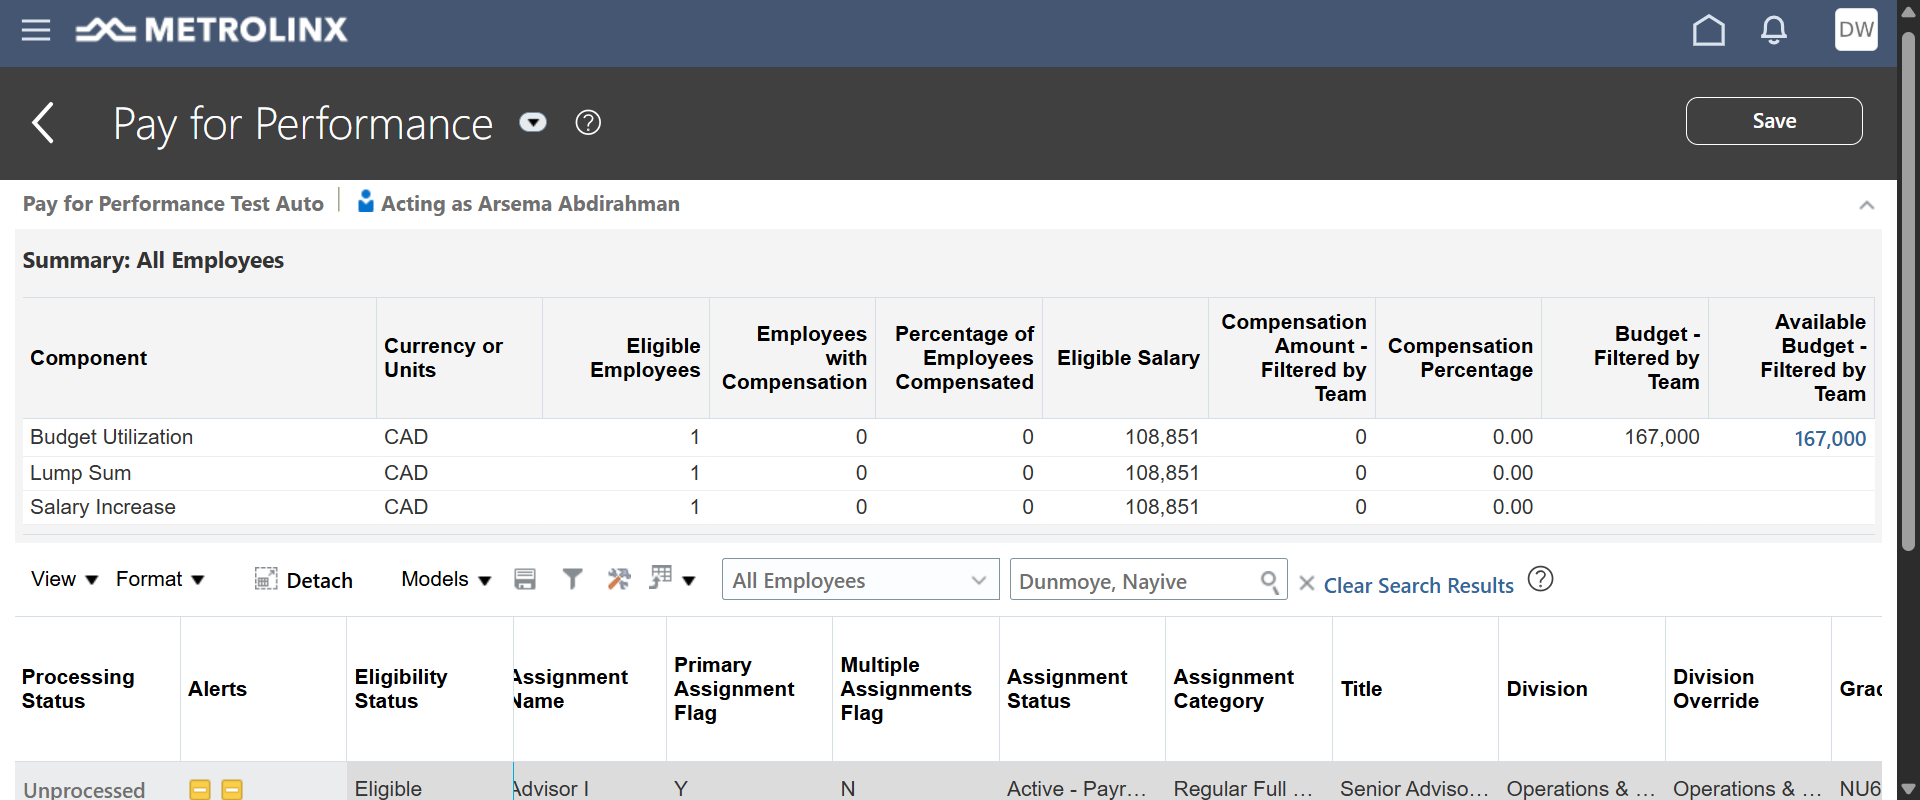 METROLINX
DW
Pay for Performance
Save
Pay for Performance Test Auto
Acting as Arsema Abdirahman
Summary: All Employees
Component
Currency or Units
Eligible Employees
Employees with Compensation
Percentage of Employees Compensated
Eligible Salary
Compensation Amount - Filtered by Team
Compensation Percentage
Budget - Filtered by Team
Available Budget - Filtered by Team
Budget Utilization CAD 1 0 0 108,851 0 0.00 167,000 167,000
Lump Sum CAD 1 0 0 108,851 0 0.00
Salary Increase CAD 1 0 0 108,851 0 0.00
View Format Detach Models All Employees Dunmoye, Nayive Clear Search Results
Processing Status
Alerts
Eligibility Status
Assignment Name
Primary Assignment Flag
Multiple Assignments Flag
Assignment Status
Assignment Category
Title
Division
Division Override
Grac
Unprocessed Eligible Advisor I Y N Active - Payr... Regular Full ... Senior Adviso... Operations & ... Operations & ... NU6